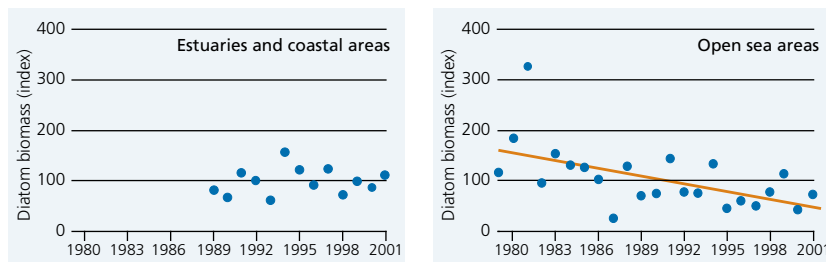 400
Estuaries and coastal areas
300
200
100
0
Diatom biomass (index)
1980 1983 1986 1989 1992 1995 1998 2001
400
Open sea areas
300
200
100
0
Diatom biomass (index)
1980 1983 1986 1989 1992 1995 1998 200